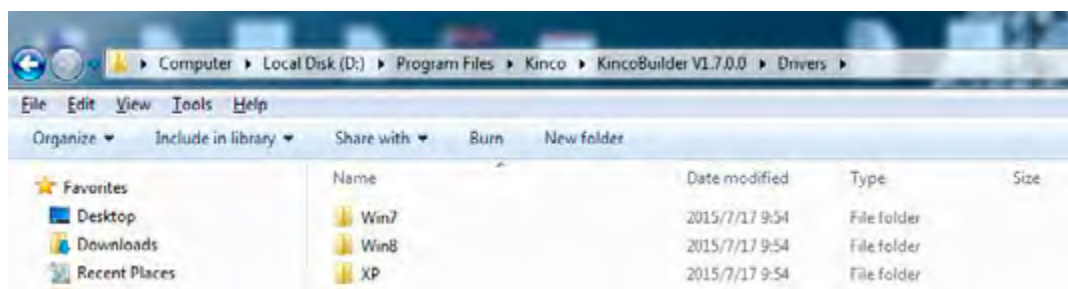 Computer ▸ Local Disk (D:) ▸ Program Files ▸ Kinco ▸ KincoBuilder V1.7.0.0 ▸ Drivers ▸
File Edit View Tools Help
Organize ▾ Include in library ▾ Share with ▾ Burn New folder
Favorites Name Date modified Type Size
Desktop Win7 2015/7/17 9:54 File folder
Downloads Win8 2015/7/17 9:54 File folder
Recent Places XP 2015/7/17 9:54 File folder